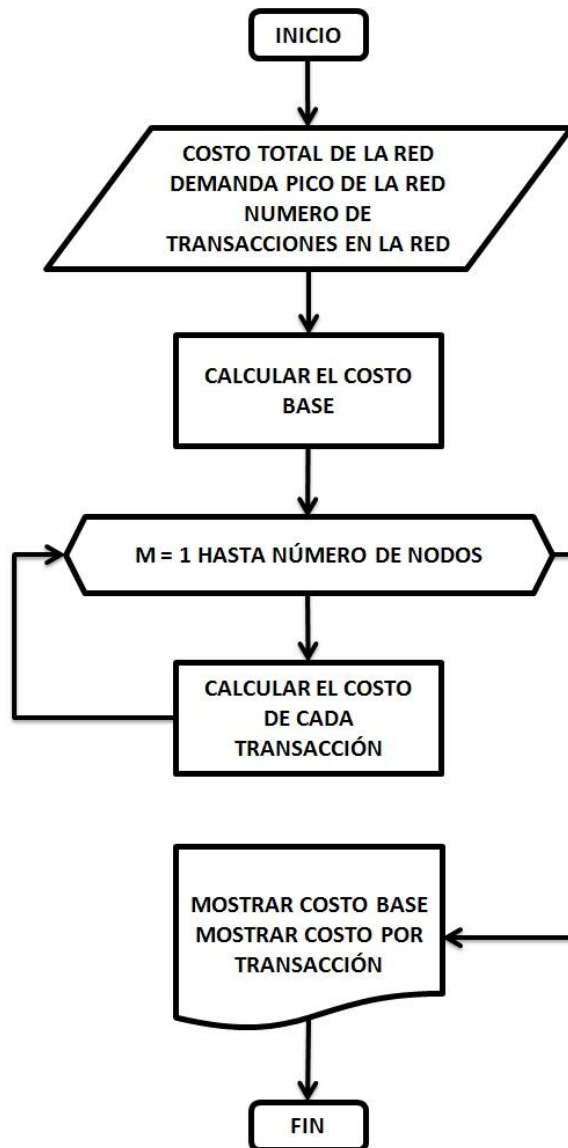 INICIO
COSTO TOTAL DE LA RED
DEMANDA PICO DE LA RED
NUMERO DE
TRANSACCIONES EN LA RED
CALCULAR EL COSTO
BASE
M = 1 HASTA NÚMERO DE NODOS
CALCULAR EL COSTO
DE CADA
TRANSACCIÓN
MOSTRAR COSTO BASE
MOSTRAR COSTO POR
TRANSACCIÓN
FIN